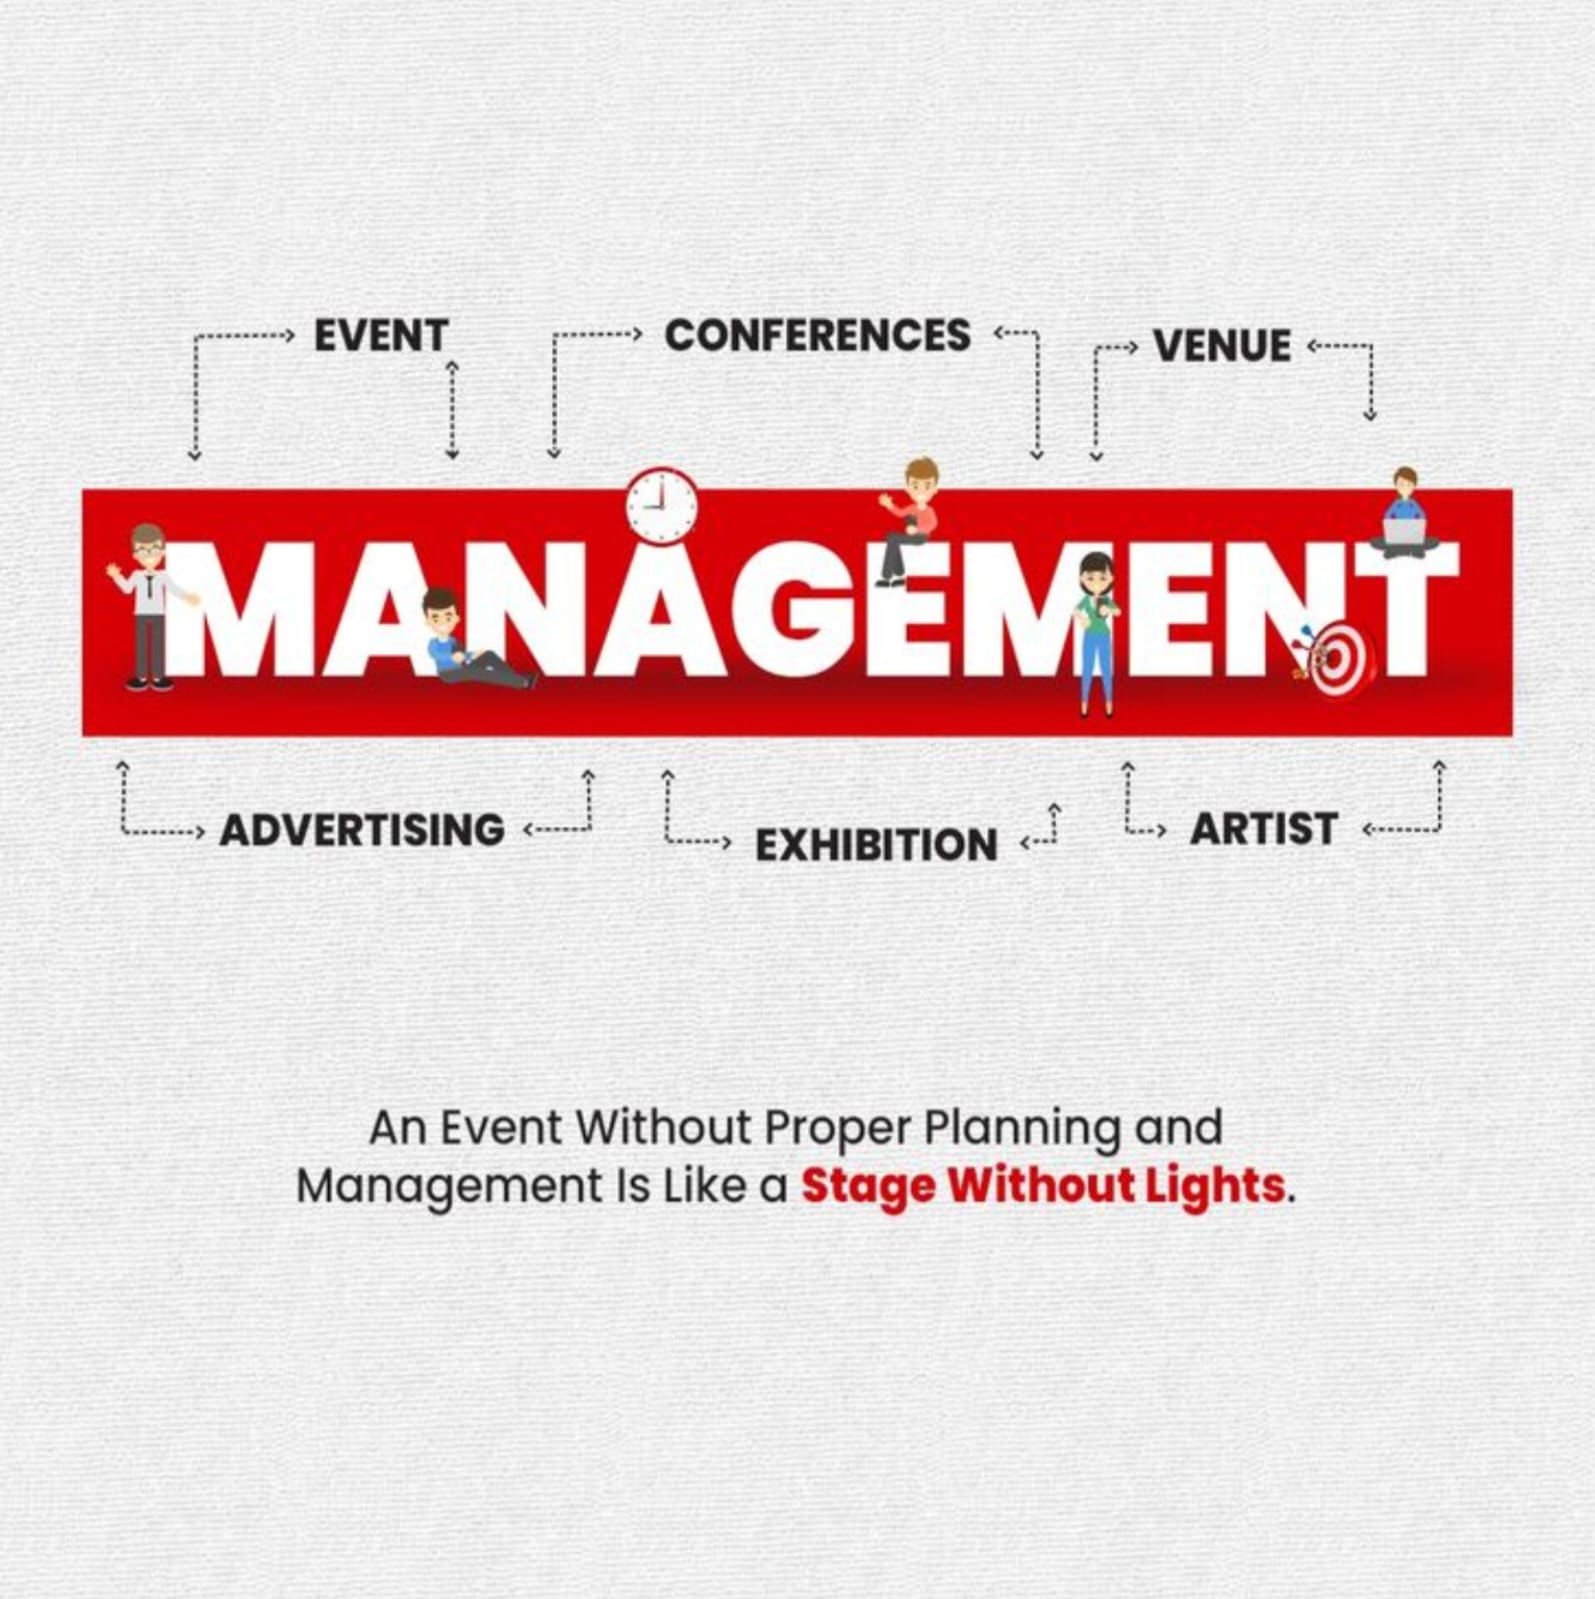 EVENT
CONFERENCES
VENUE
MANAGEMENT
ADVERTISING
EXHIBITION
ARTIST
An Event Without Proper Planning and
Management Is Like a Stage Without Lights.